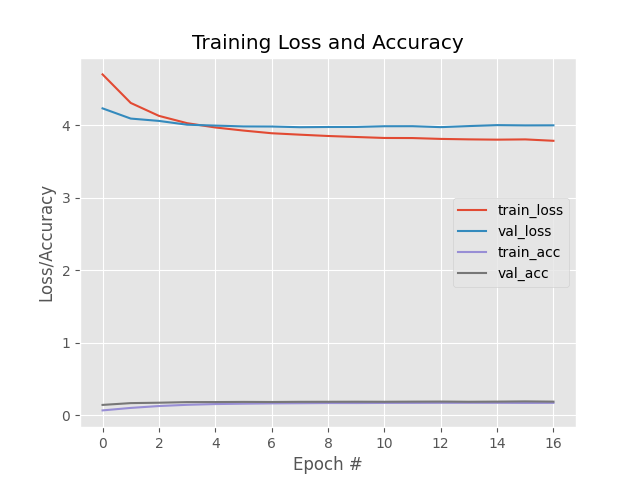 Training Loss and Accuracy
Loss/Accuracy
4
3
2
1
0
train_loss
val_loss
train_acc
val_acc
0 2 4 6 8 10 12 14 16
Epoch #